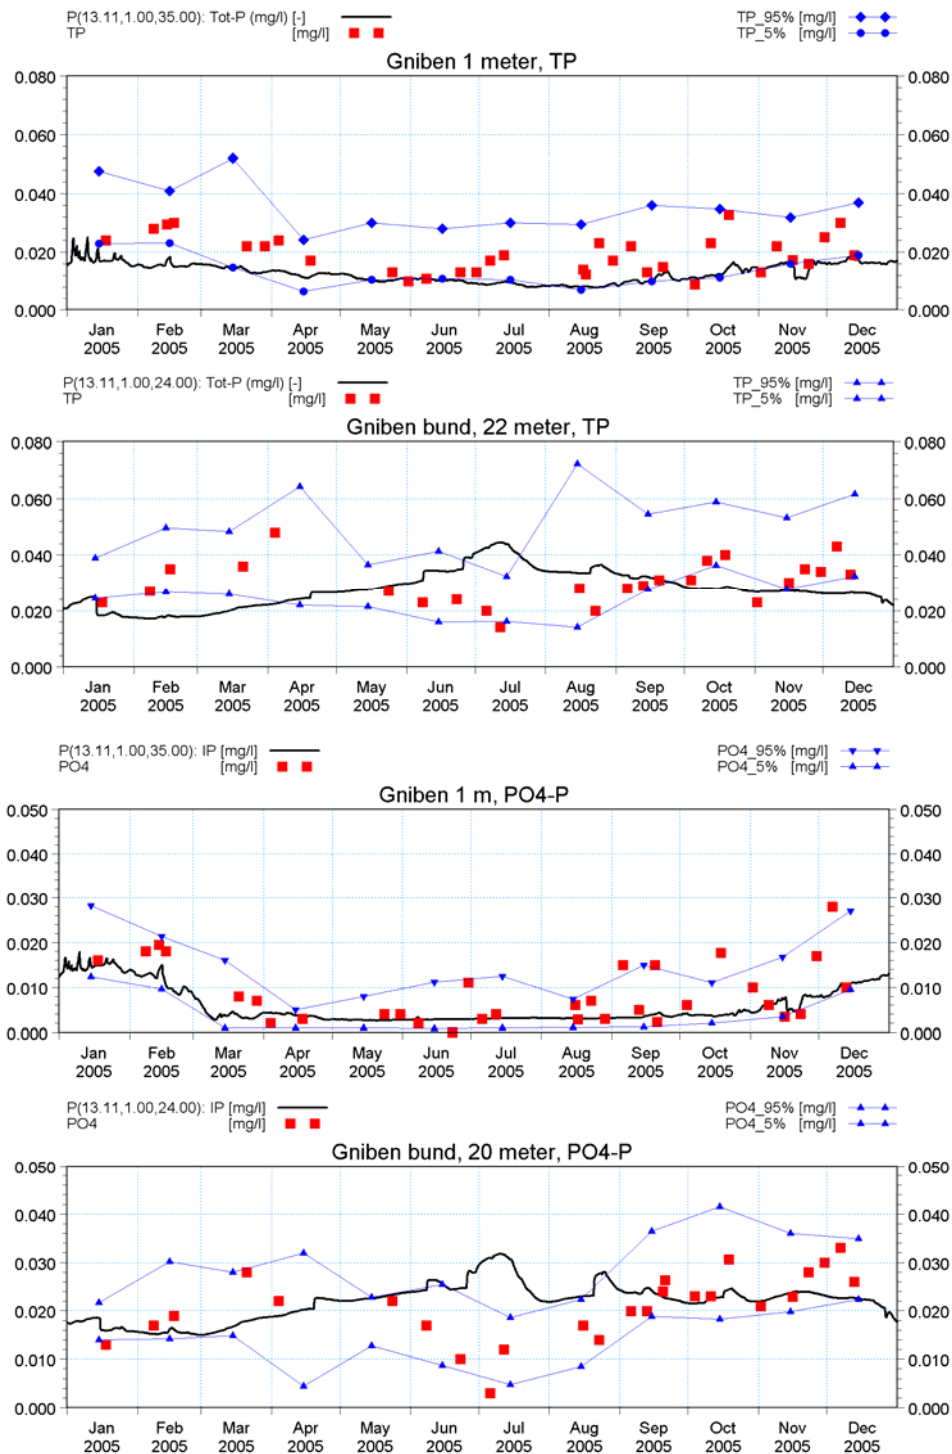 P(13.11,1.00,35.00): Tot-P (mg/l) [-] TP_95% [mg/l]
TP [mg/l] TP_5% [mg/l]
Gniben 1 meter, TP
0.080 0.080
0.060 0.060
0.040 0.040
0.020 0.020
0.000 0.000
Jan Feb Mar Apr May Jun Jul Aug Sep Oct Nov Dec
2005 2005 2005 2005 2005 2005 2005 2005 2005 2005 2005 2005
P(13.11,1.00,24.00): Tot-P (mg/l) [-] TP_95% [mg/l]
TP [mg/l] TP_5% [mg/l]
Gniben bund, 22 meter, TP
0.080 0.080
0.060 0.060
0.040 0.040
0.020 0.020
0.000 0.000
Jan Feb Mar Apr May Jun Jul Aug Sep Oct Nov Dec
2005 2005 2005 2005 2005 2005 2005 2005 2005 2005 2005 2005
P(13.11,1.00,35.00): IP [mg/l] PO4_95% [mg/l]
PO4 [mg/l] PO4_5% [mg/l]
Gniben 1 m, PO4-P
0.050 0.050
0.040 0.040
0.030 0.030
0.020 0.020
0.010 0.010
0.000 0.000
Jan Feb Mar Apr May Jun Jul Aug Sep Oct Nov Dec
2005 2005 2005 2005 2005 2005 2005 2005 2005 2005 2005 2005
P(13.11,1.00,24.00): IP [mg/l] PO4_95% [mg/l]
PO4 [mg/l] PO4_5% [mg/l]
Gniben bund, 20 meter, PO4-P
0.050 0.050
0.040 0.040
0.030 0.030
0.020 0.020
0.010 0.010
0.000 0.000
Jan Feb Mar Apr May Jun Jul Aug Sep Oct Nov Dec
2005 2005 2005 2005 2005 2005 2005 2005 2005 2005 2005 2005